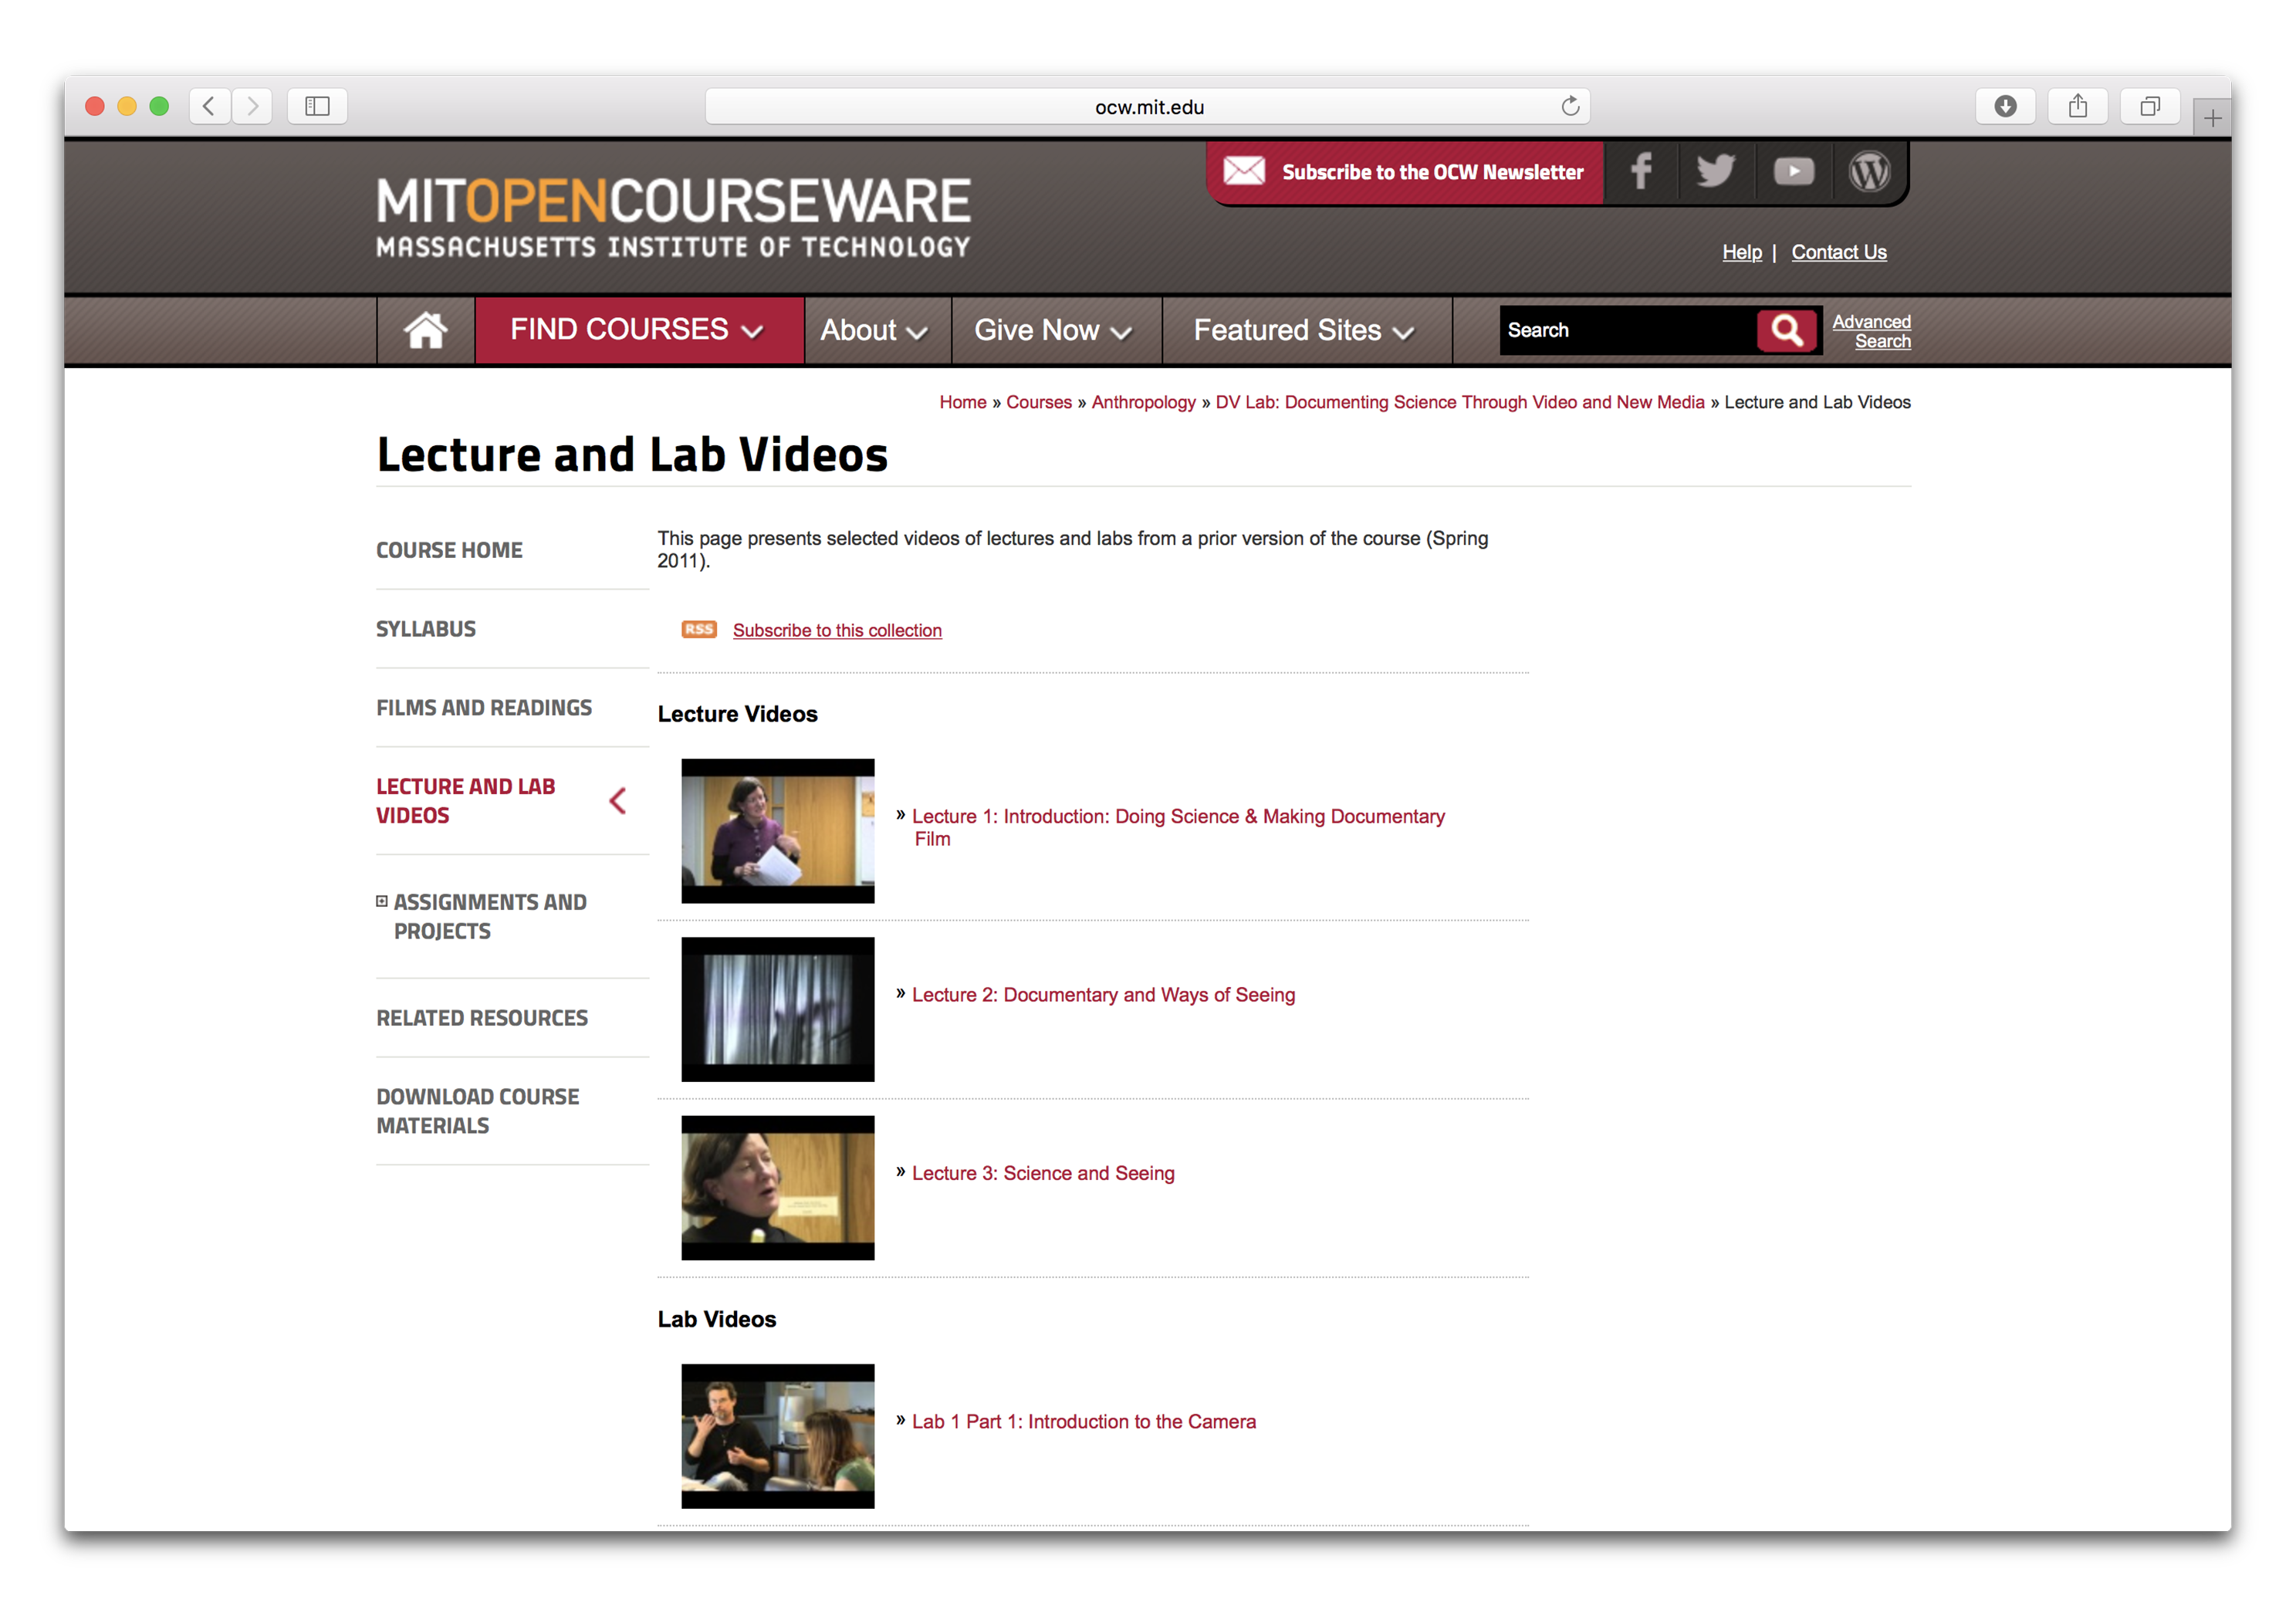 ocw.mit.edu
Subscribe to the OCW Newsletter
MITOPENCOURSEWARE
MASSACHUSETTS INSTITUTE OF TECHNOLOGY
Help | Contact Us
FIND COURSES About Give Now Featured Sites Search Advanced Search
Home » Courses » Anthropology » DV Lab: Documenting Science Through Video and New Media » Lecture and Lab Videos
Lecture and Lab Videos
COURSE HOME
SYLLABUS
FILMS AND READINGS
LECTURE AND LAB
VIDEOS
ASSIGNMENTS AND
PROJECTS
RELATED RESOURCES
DOWNLOAD COURSE
MATERIALS
This page presents selected videos of lectures and labs from a prior version of the course (Spring
2011).
RSS Subscribe to this collection
Lecture Videos
» Lecture 1: Introduction: Doing Science & Making Documentary
Film
» Lecture 2: Documentary and Ways of Seeing
» Lecture 3: Science and Seeing
Lab Videos
» Lab 1 Part 1: Introduction to the Camera